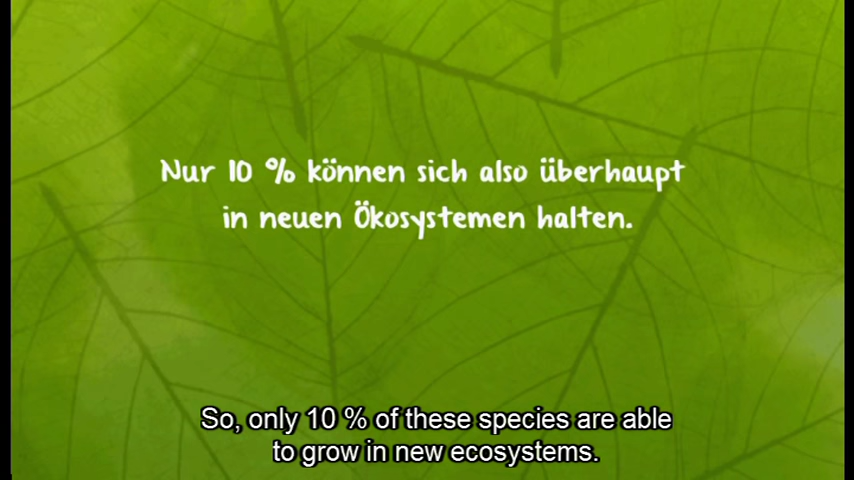 Nur 10 % können sich also überhaupt
in neuen Ökosystemen halten.
So, only 10 % of these species are able
to grow in new ecosystems.